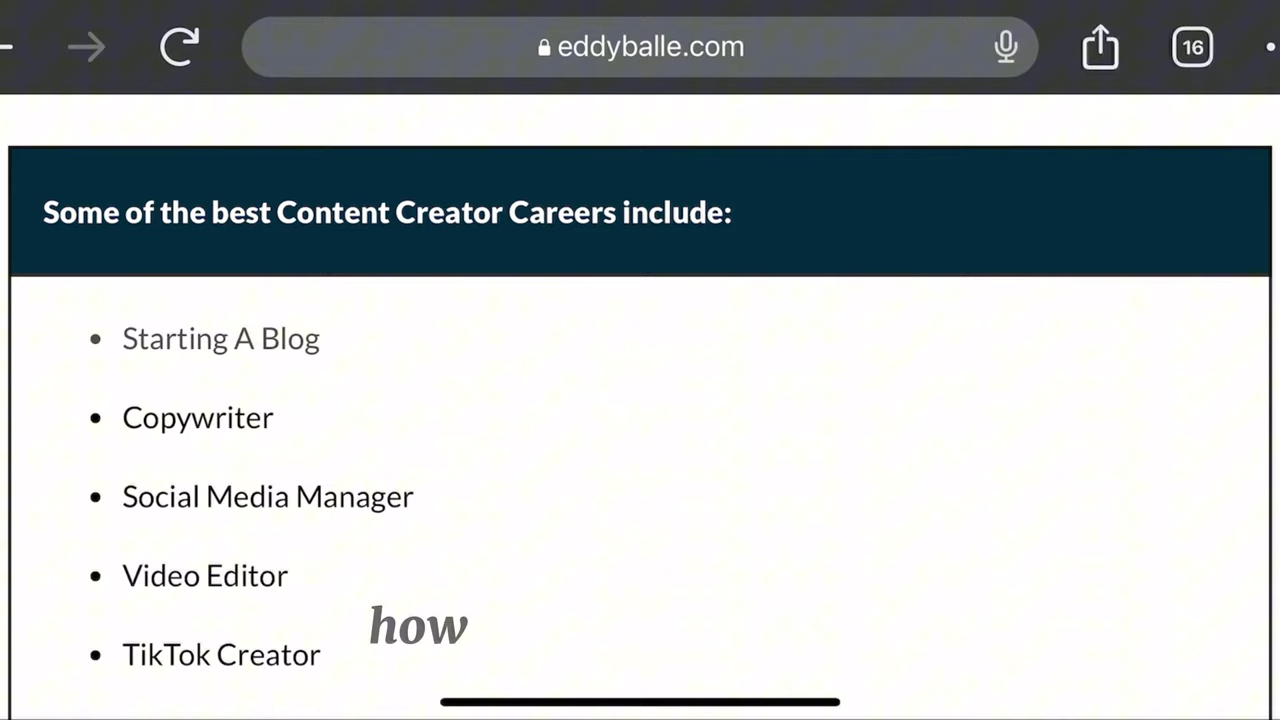 eddyballe.com
16
Some of the best Content Creator Careers include:
• Starting A Blog
• Copywriter
• Social Media Manager
• Video Editor
how
• TikTok Creator